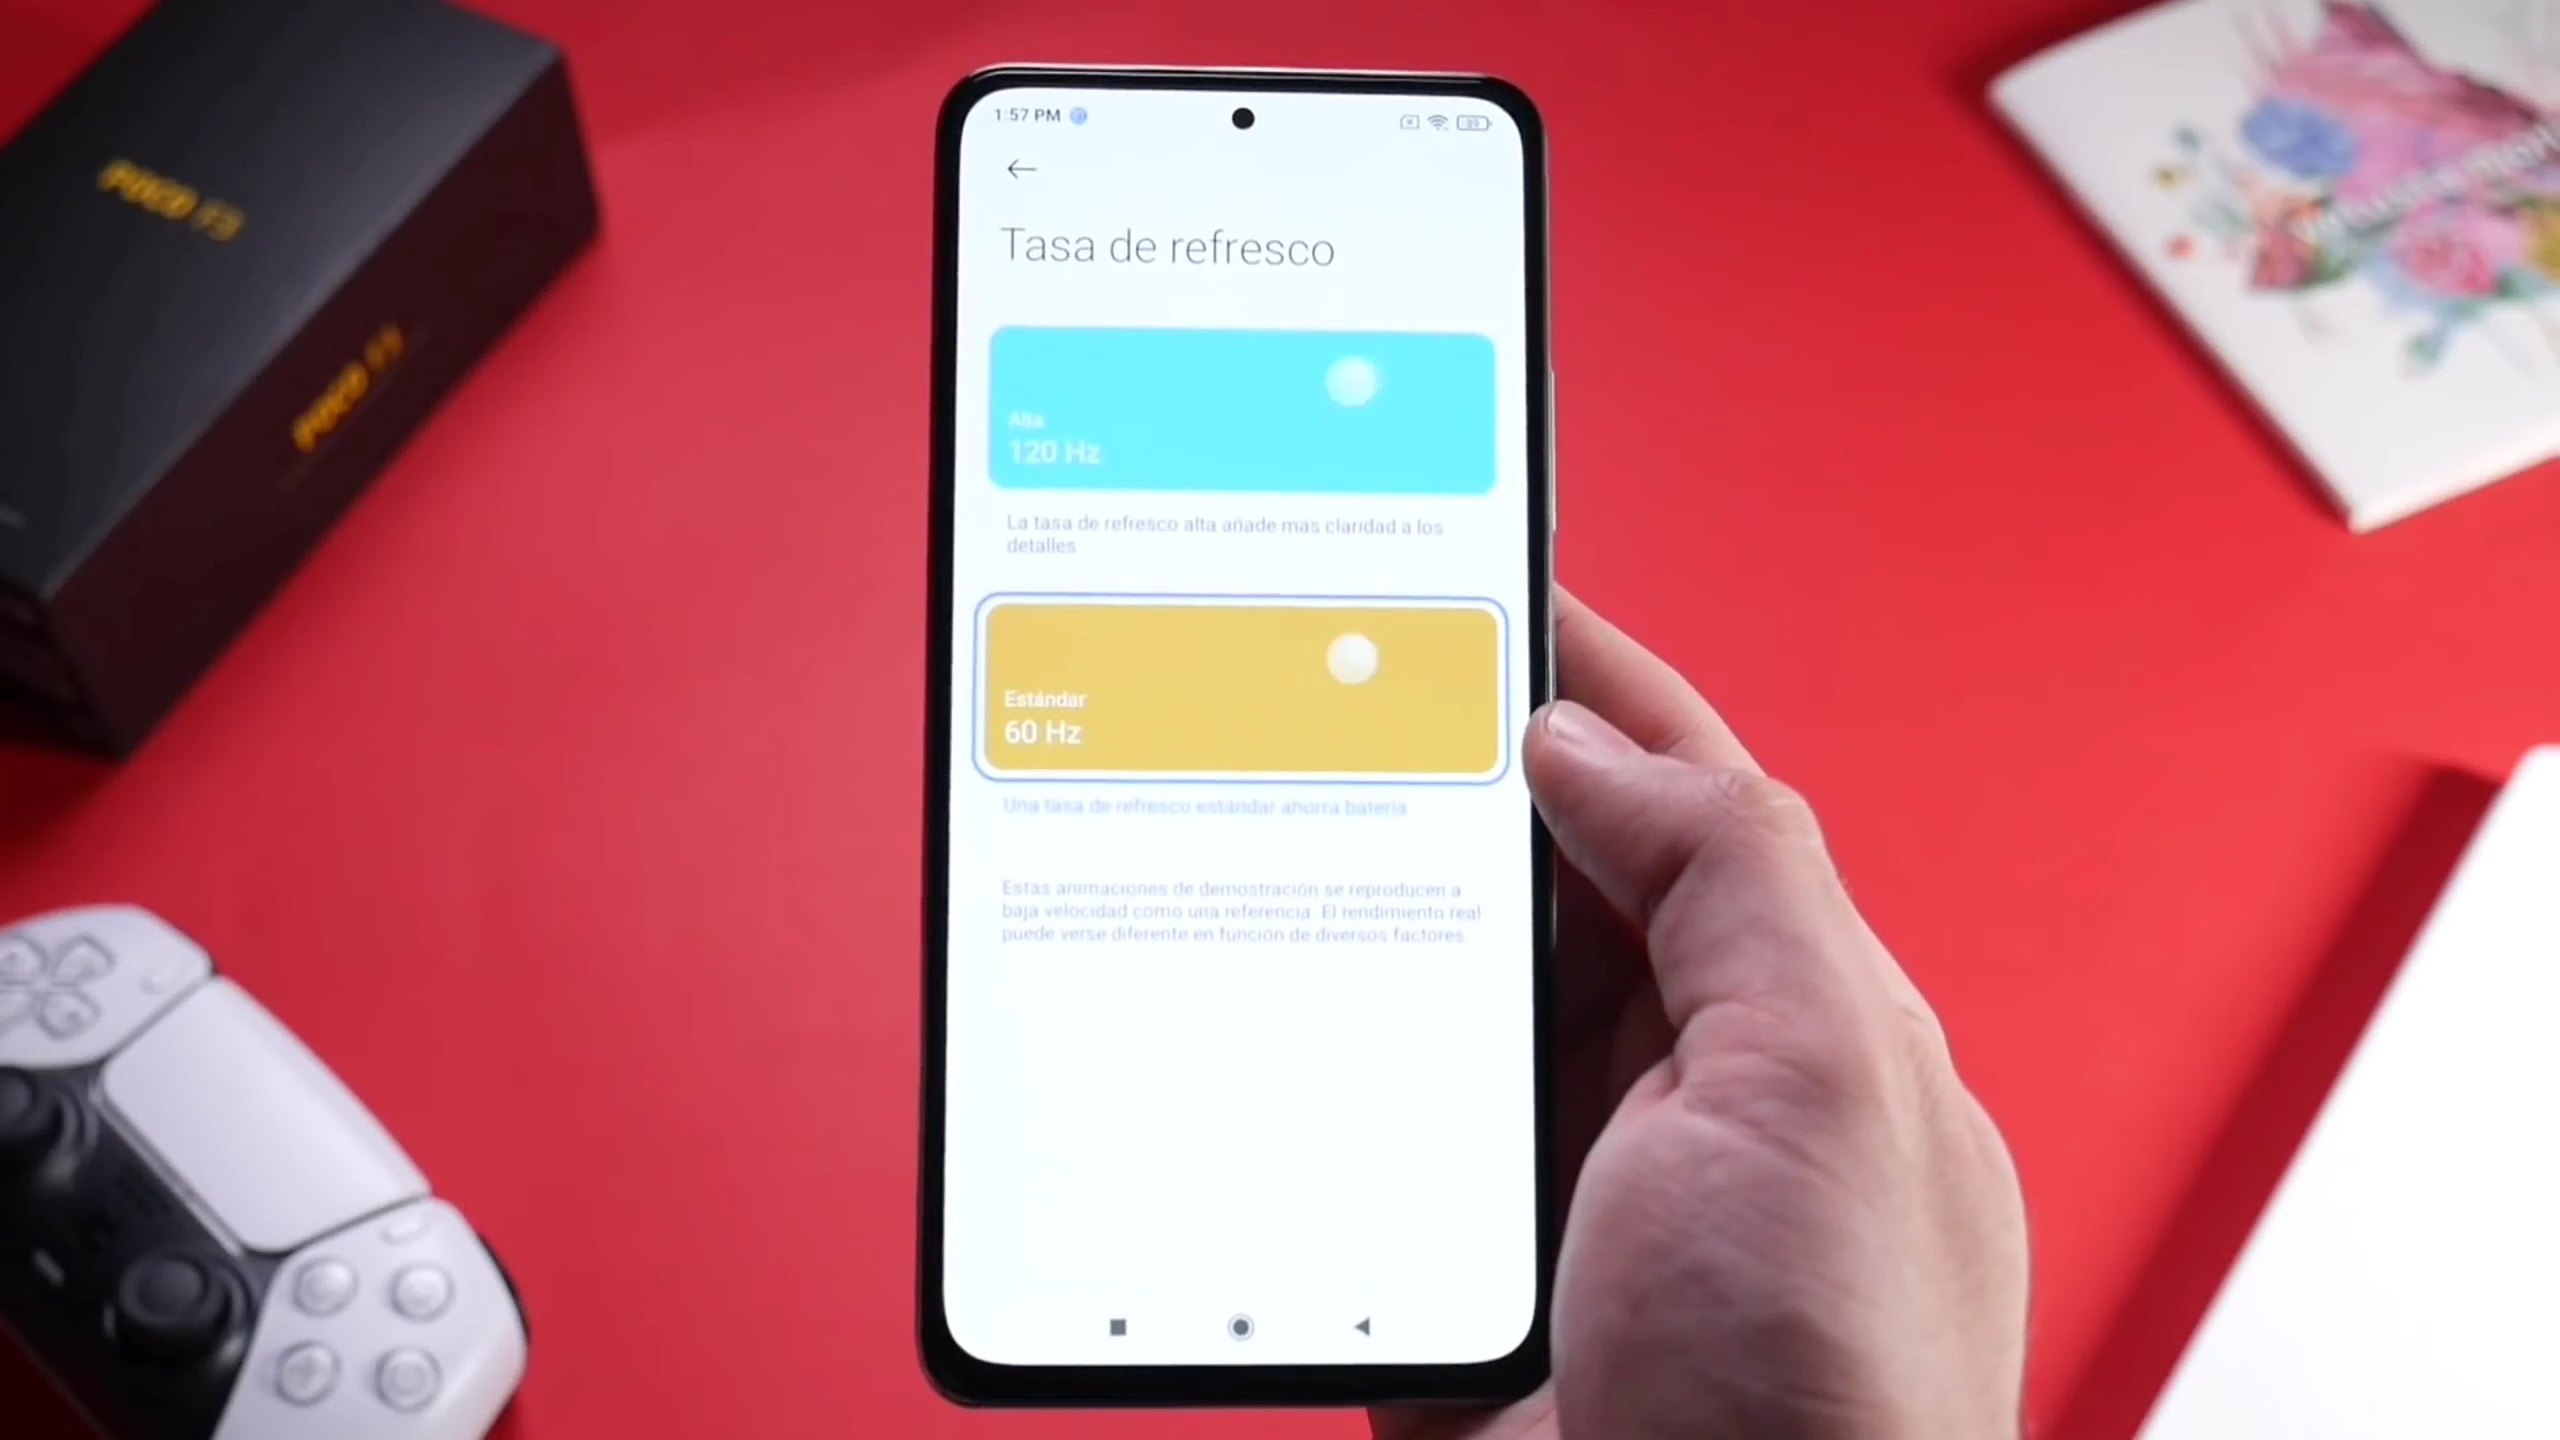 POCO F3
POCO F3
1:57 PM
Tasa de refresco
Alta
120 Hz
La tasa de refresco alta añade mas claridad a los
detalles
Estándar
60 Hz
Una tasa de refresco estándar ahorra batería
Estas animaciones de demostración se reproducen a
baja velocidad como una referencia. El rendimiento real
puede verse diferente en función de diversos factores.